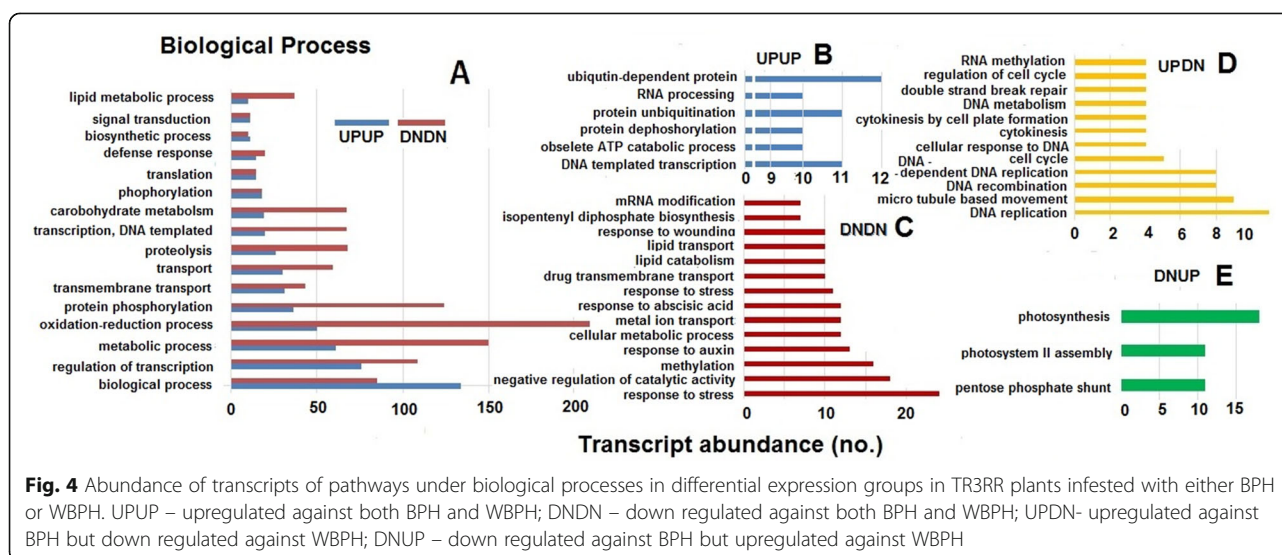 Biological Process
A
UPUP DNDN
lipid metabolic process
signal transduction
biosynthetic process
defense response
translation
phophorylation
carobohydrate metabolsm
transcription, DNA templated
proteolysis
transport
transmembrane transport
protein phosphorylation
oxidation-reduction process
metabolic process
regulation of transcription
biological process
0 50 100 150 200
UPUP B
ubiqutin-dependent protein
RNA processing
protein ubiquitination
protein dephoshorylation
obselete ATP catabolic process
DNA templated transcription
0 9 10 11 12
DNDN C
mRNA modification
isopentenyl diphosphate biosynthesis
response to wounding
lipid transport
lipid catabolism
drug transmembrane transport
response to stress
response to abscisic acid
metal ion transport
cellular metabolic process
response to auxin
methylation
negative regulation of catalytic activity
response to stress
0 10 20
UPDN D
RNA methylation
regulation of cell cycle
double strand break repair
DNA metabolism
cytokinesis by cell plate formation
cytokinesis
cellular response to DNA
cell cycle
DNA -
dependent DNA replication
DNA recombination
micro tubule based movement
DNA replication
0 2 4 6 8 10
DNUP E
photosynthesis
photosystem II assembly
pentose phosphate shunt
0 5 10 15
Transcript abundance (no.)
Fig. 4 Abundance of transcripts of pathways under biological processes in differential expression groups in TR3RR plants infested with either BPH
or WBPH. UPUP – upregulated against both BPH and WBPH; DNDN – down regulated against both BPH and WBPH; UPDN- upregulated against
BPH but down regulated against WBPH; DNUP – down regulated against BPH but upregulated against WBPH